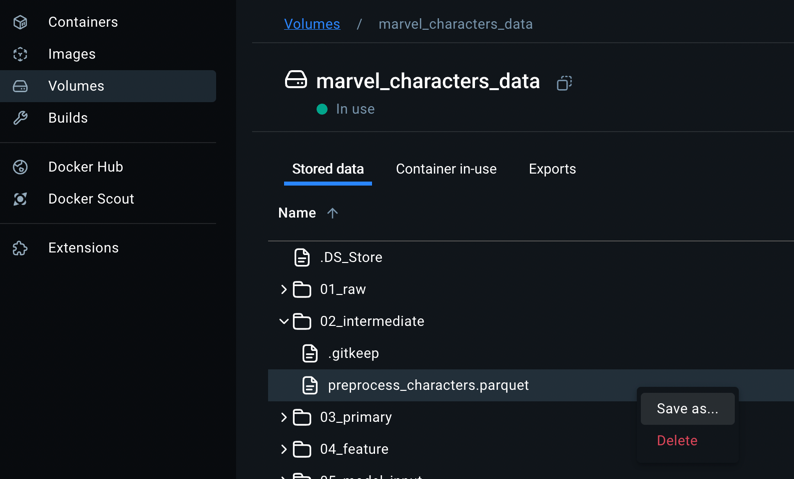 Containers
Images
Volumes
Builds
Docker Hub
Docker Scout
Extensions
Volumes / marvel_characters_data
marvel_characters_data
In use
Stored data Container in-use Exports
Name
.DS_Store
01_raw
02_intermediate
.gitkeep
preprocess_characters.parquet
Save as...
Delete
03_primary
04_feature
05_model_input